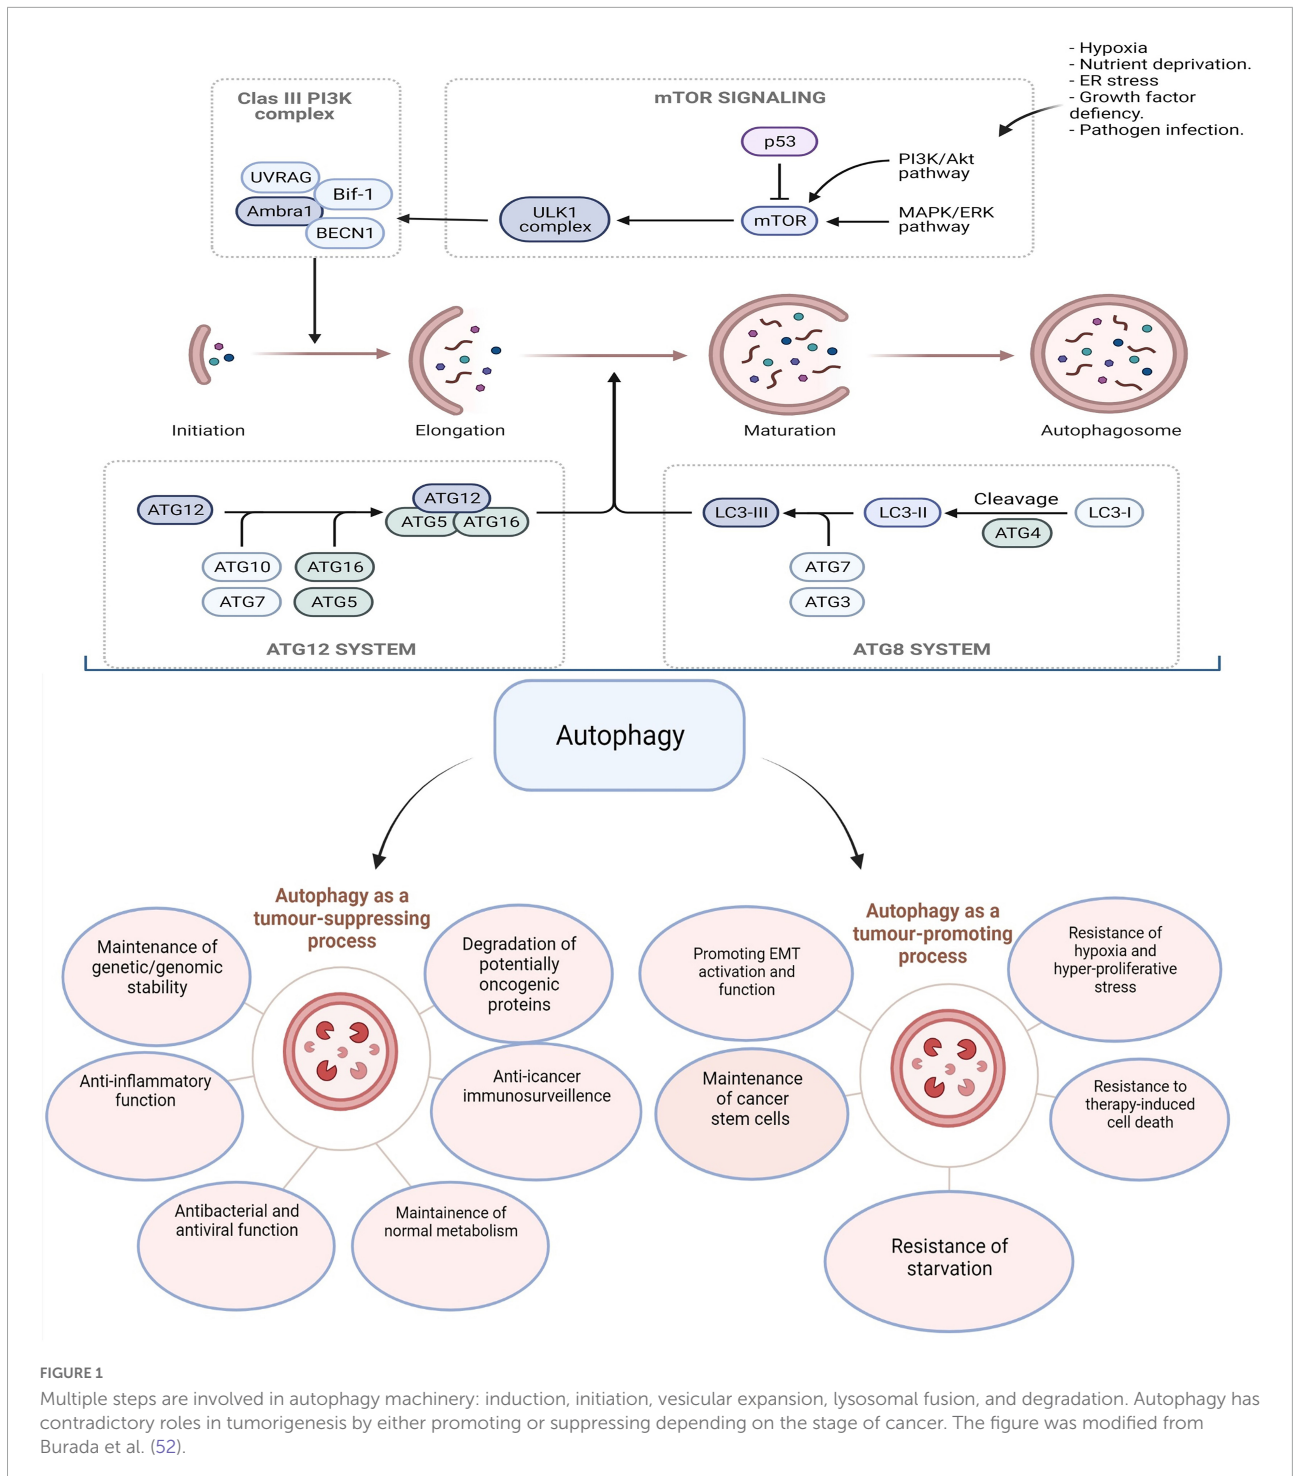 - Hypoxia
- Nutrient deprivation.
- ER stress
- Growth factor
defiency.
- Pathogen infection.
Clas III PI3K
complex
mTOR SIGNALING
p53
PI3K/Akt
pathway
UVRAG
Bif-1
Ambra1
BECN1
ULK1
complex
mTOR
MAPK/ERK
pathway
Initiation
Elongation
Maturation
Autophagosome
ATG12
ATG12
ATG5
ATG16
ATG10
ATG7
ATG16
ATG5
ATG12 SYSTEM
LC3-III
LC3-II
Cleavage
ATG4
LC3-I
ATG7
ATG3
ATG8 SYSTEM
Autophagy
Autophagy as a
tumour-suppressing
process
Maintenance of
genetic/genomic
stability
Degradation of
potentially
oncogenic
proteins
Anti-inflammatory
function
Anti-icancer
immunosurveillence
Antibacterial and
antiviral function
Maintainence of
normal metabolism
Autophagy as a
tumour-promoting
process
Promoting EMT
activation and
function
Resistance of
hypoxia and
hyper-proliferative
stress
Maintenance
of cancer
stem cells
Resistance to
therapy-induced
cell death
Resistance of
starvation
FIGURE 1
Multiple steps are involved in autophagy machinery: induction, initiation, vesicular expansion, lysosomal fusion, and degradation. Autophagy has
contradictory roles in tumorigenesis by either promoting or suppressing depending on the stage of cancer. The figure was modified from
Burada et al. (52).